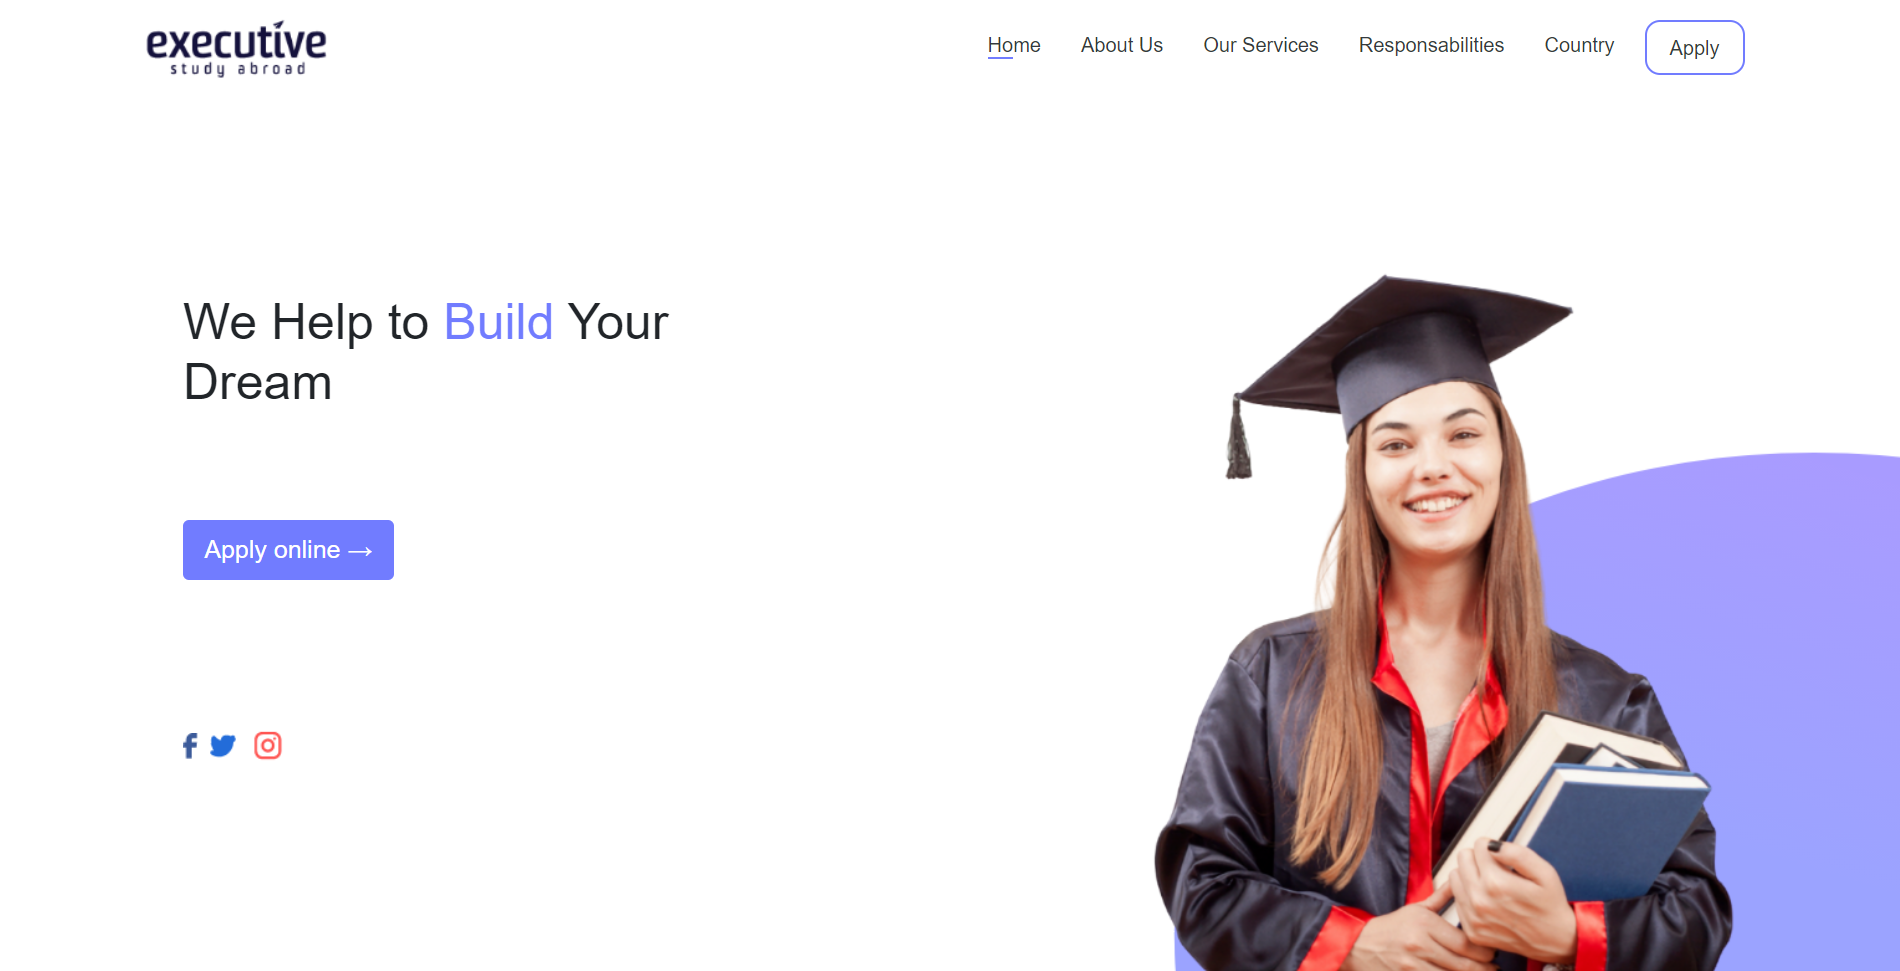 executive
study abroad
Home About Us Our Services Responsabilities Country Apply
We Help to Build Your
Dream
Apply online →